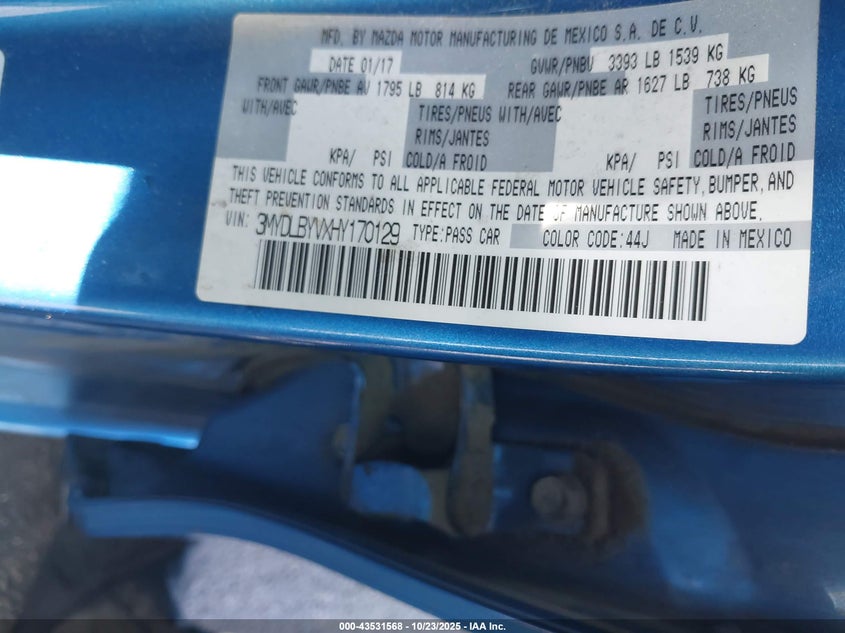 MFD. BY MAZDA MOTOR MANUFACTURING DE MEXICO S.A. DE C.V.
DATE 01/17 GVWR/PNBV 3393 LB 1539 KG
FRONT GAWR/PNBE AV 1795 LB 814 KG REAR GAWR/PNBE AR 1627 LB 738 KG
WITH/AVEC TIRES/PNEUS WITH/AVEC TIRES/PNEUS
RIMS/JANTES RIMS/JANTES
KPA/ PSI COLD/A FROID KPA/ PSI COLD/A FROID
THIS VEHICLE CONFORMS TO ALL APPLICABLE FEDERAL MOTOR VEHICLE SAFETY, BUMPER, AND
THEFT PREVENTION STANDARDS IN EFFECT ON THE DATE OF MANUFACTURE SHOWN ABOVE.
VIN: 3MYDLBYVXHY170129 TYPE:PASS CAR COLOR CODE:44J MADE IN MEXICO
000-43531568 | 10/23/2025 | IAA Inc.